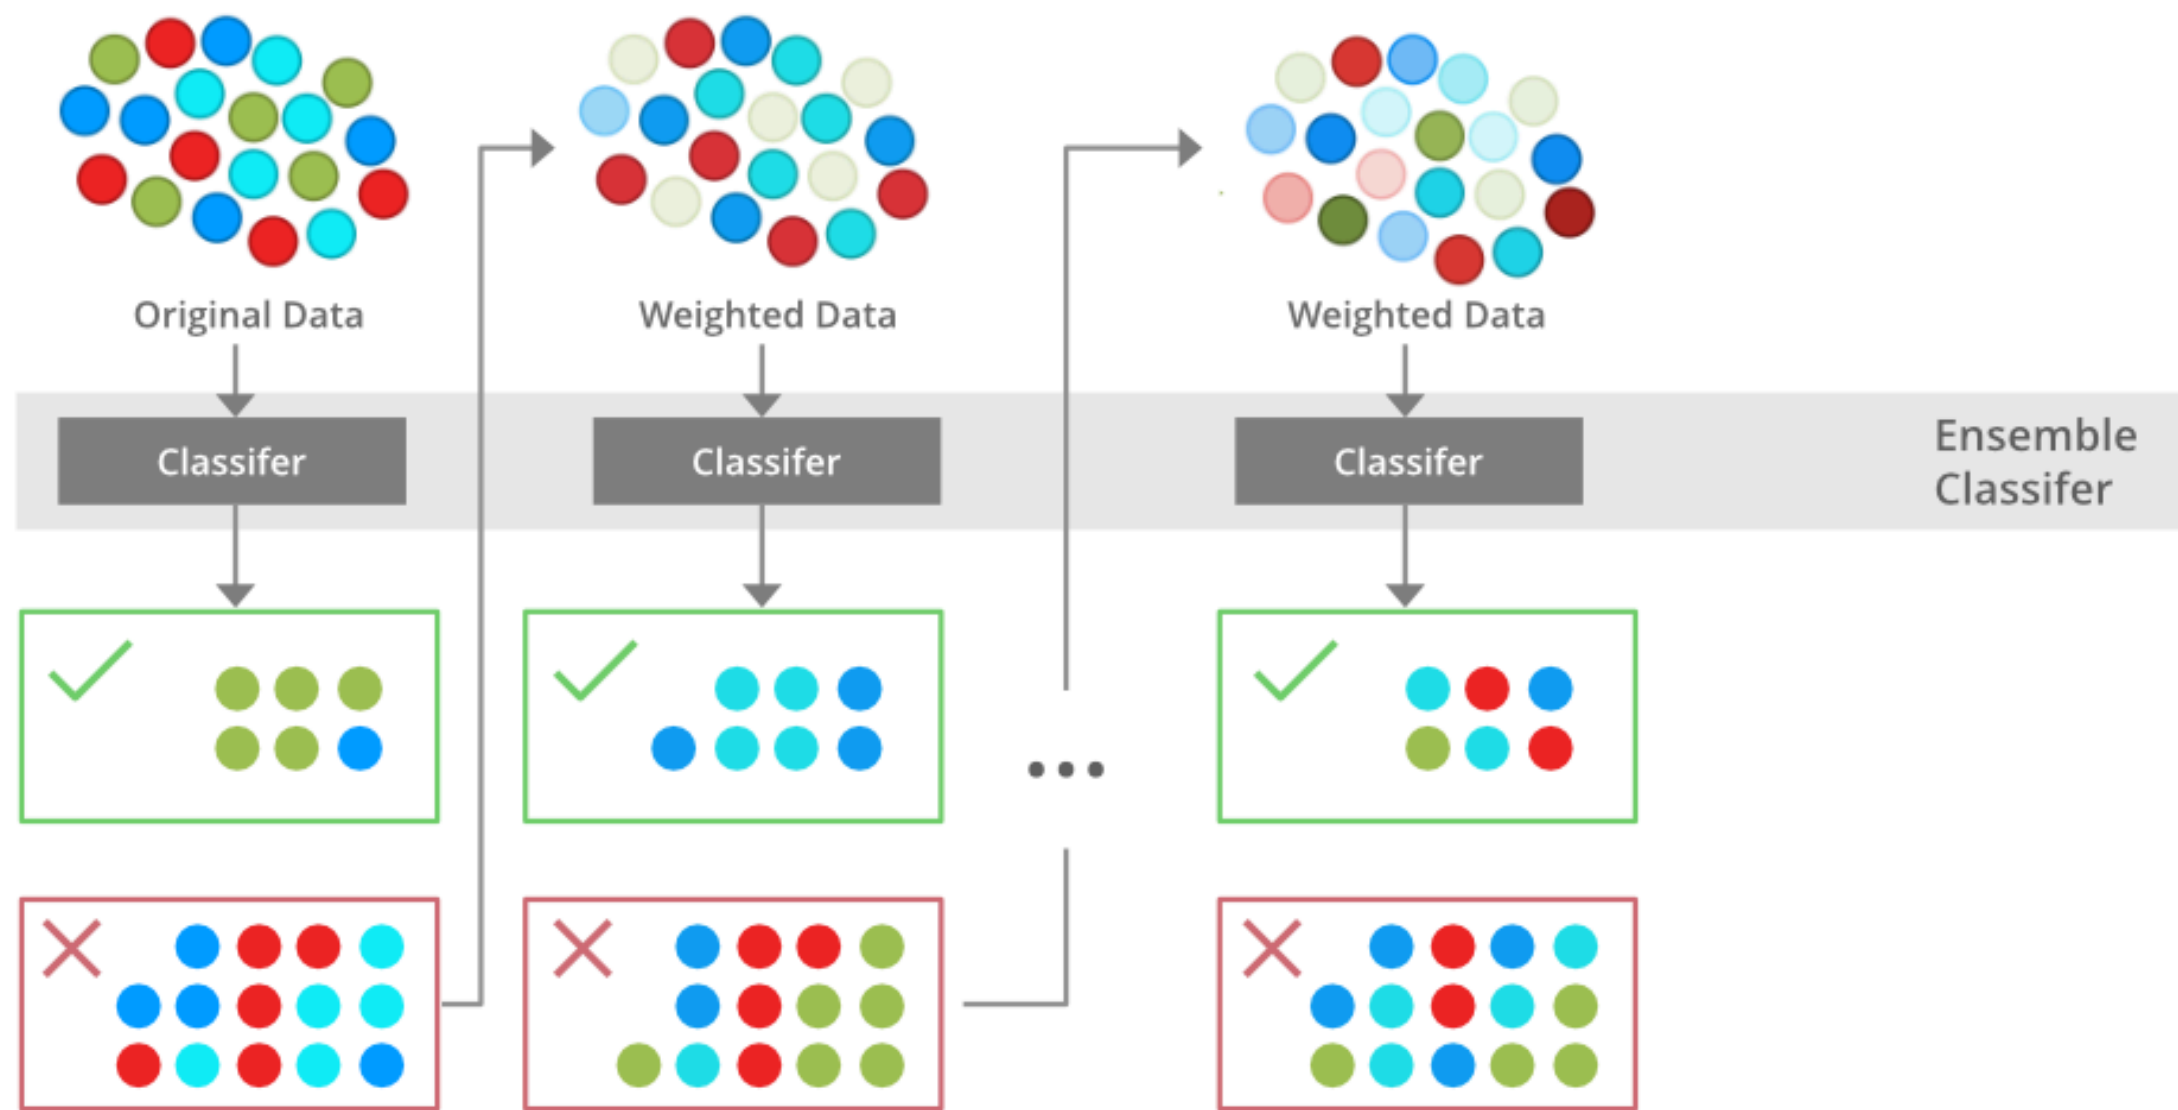 Original Data
Weighted Data
Weighted Data
Classifer
Classifer
Classifer
Ensemble
Classifer
...